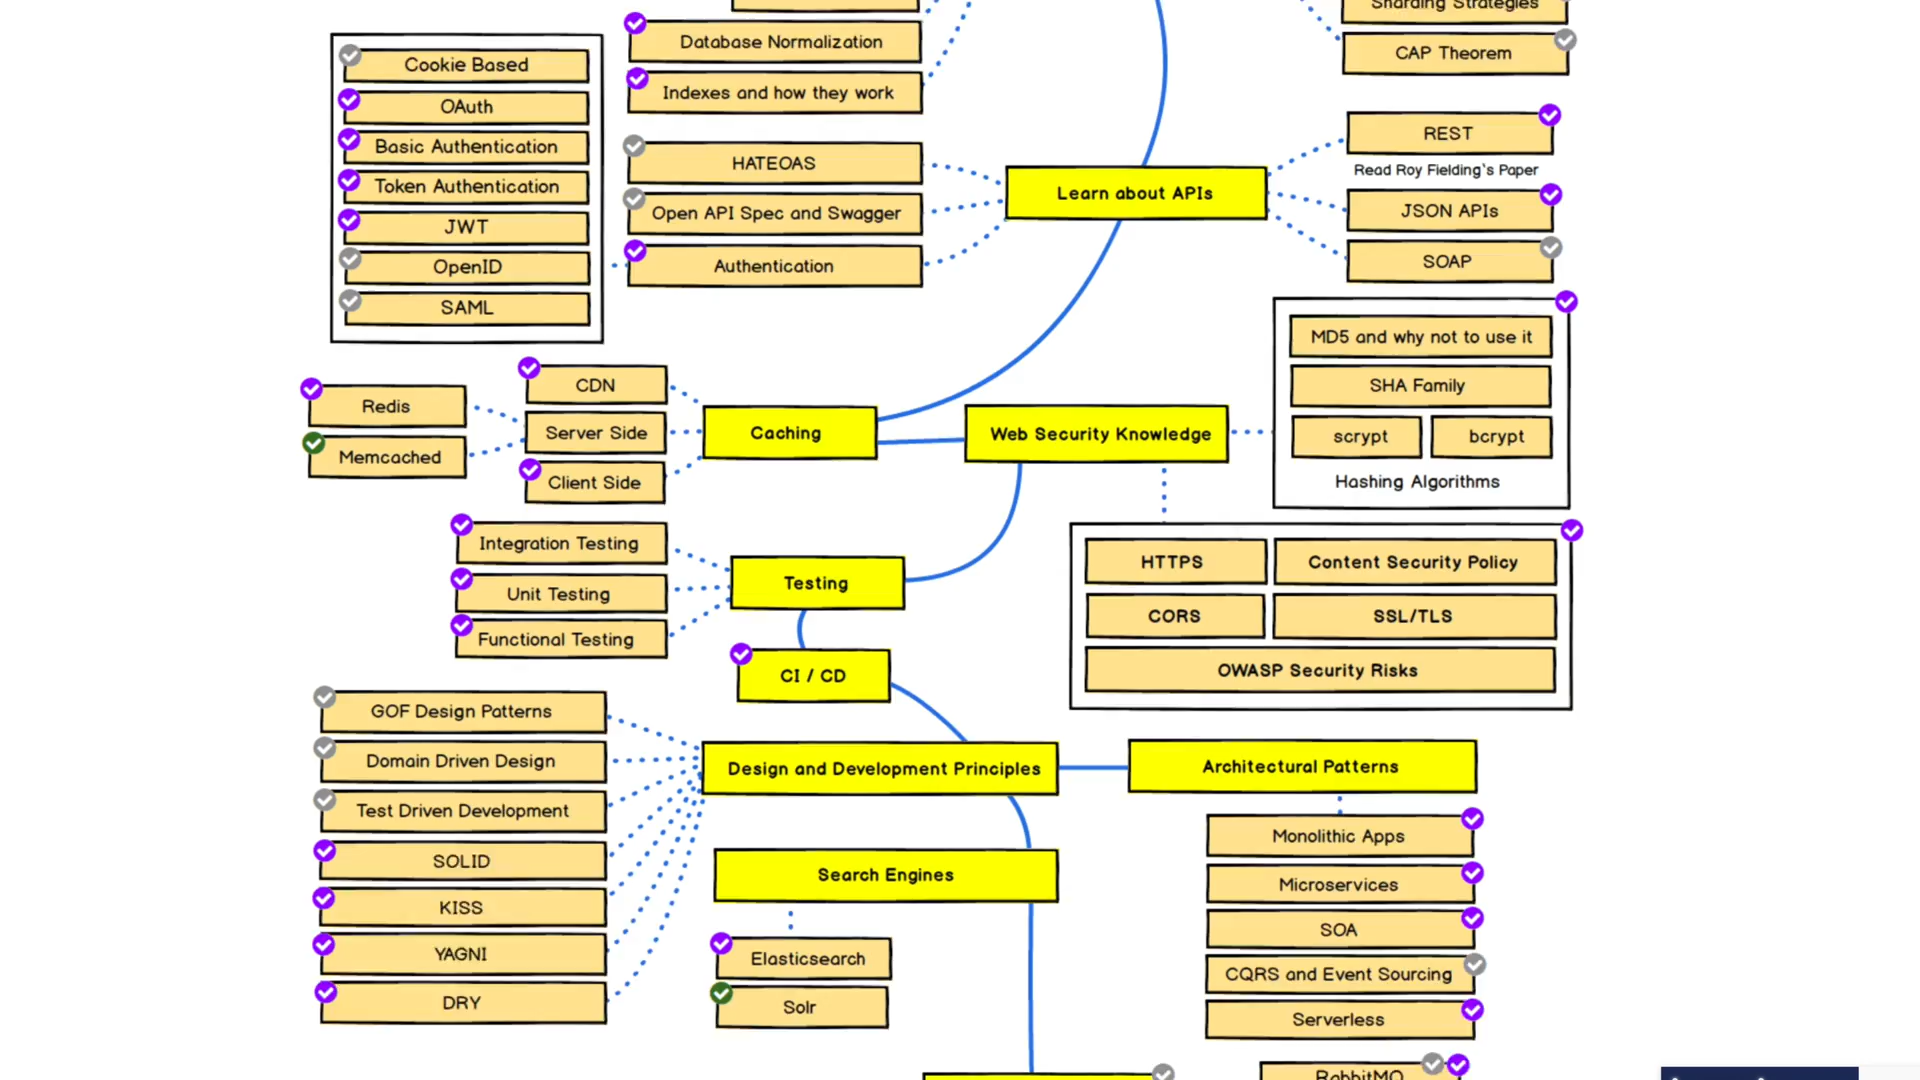 Sharding Strategies
Database Normalization
CAP Theorem
Indexes and how they work
Cookie Based
OAuth
Basic Authentication
Token Authentication
JWT
OpenID
SAML
HATEOAS
Open API Spec and Swagger
Authentication
Learn about APIs
REST
Read Roy Fielding's Paper
JSON APIs
SOAP
MD5 and why not to use it
SHA Family
scrypt
bcrypt
Hashing Algorithms
Redis
Memcached
CDN
Server Side
Client Side
Caching
Web Security Knowledge
HTTPS
Content Security Policy
CORS
SSL/TLS
OWASP Security Risks
Integration Testing
Unit Testing
Functional Testing
Testing
CI / CD
GOF Design Patterns
Domain Driven Design
Test Driven Development
SOLID
KISS
YAGNI
DRY
Design and Development Principles
Architectural Patterns
Monolithic Apps
Microservices
SOA
CQRS and Event Sourcing
Serverless
Search Engines
Elasticsearch
Solr
RabbitMQ